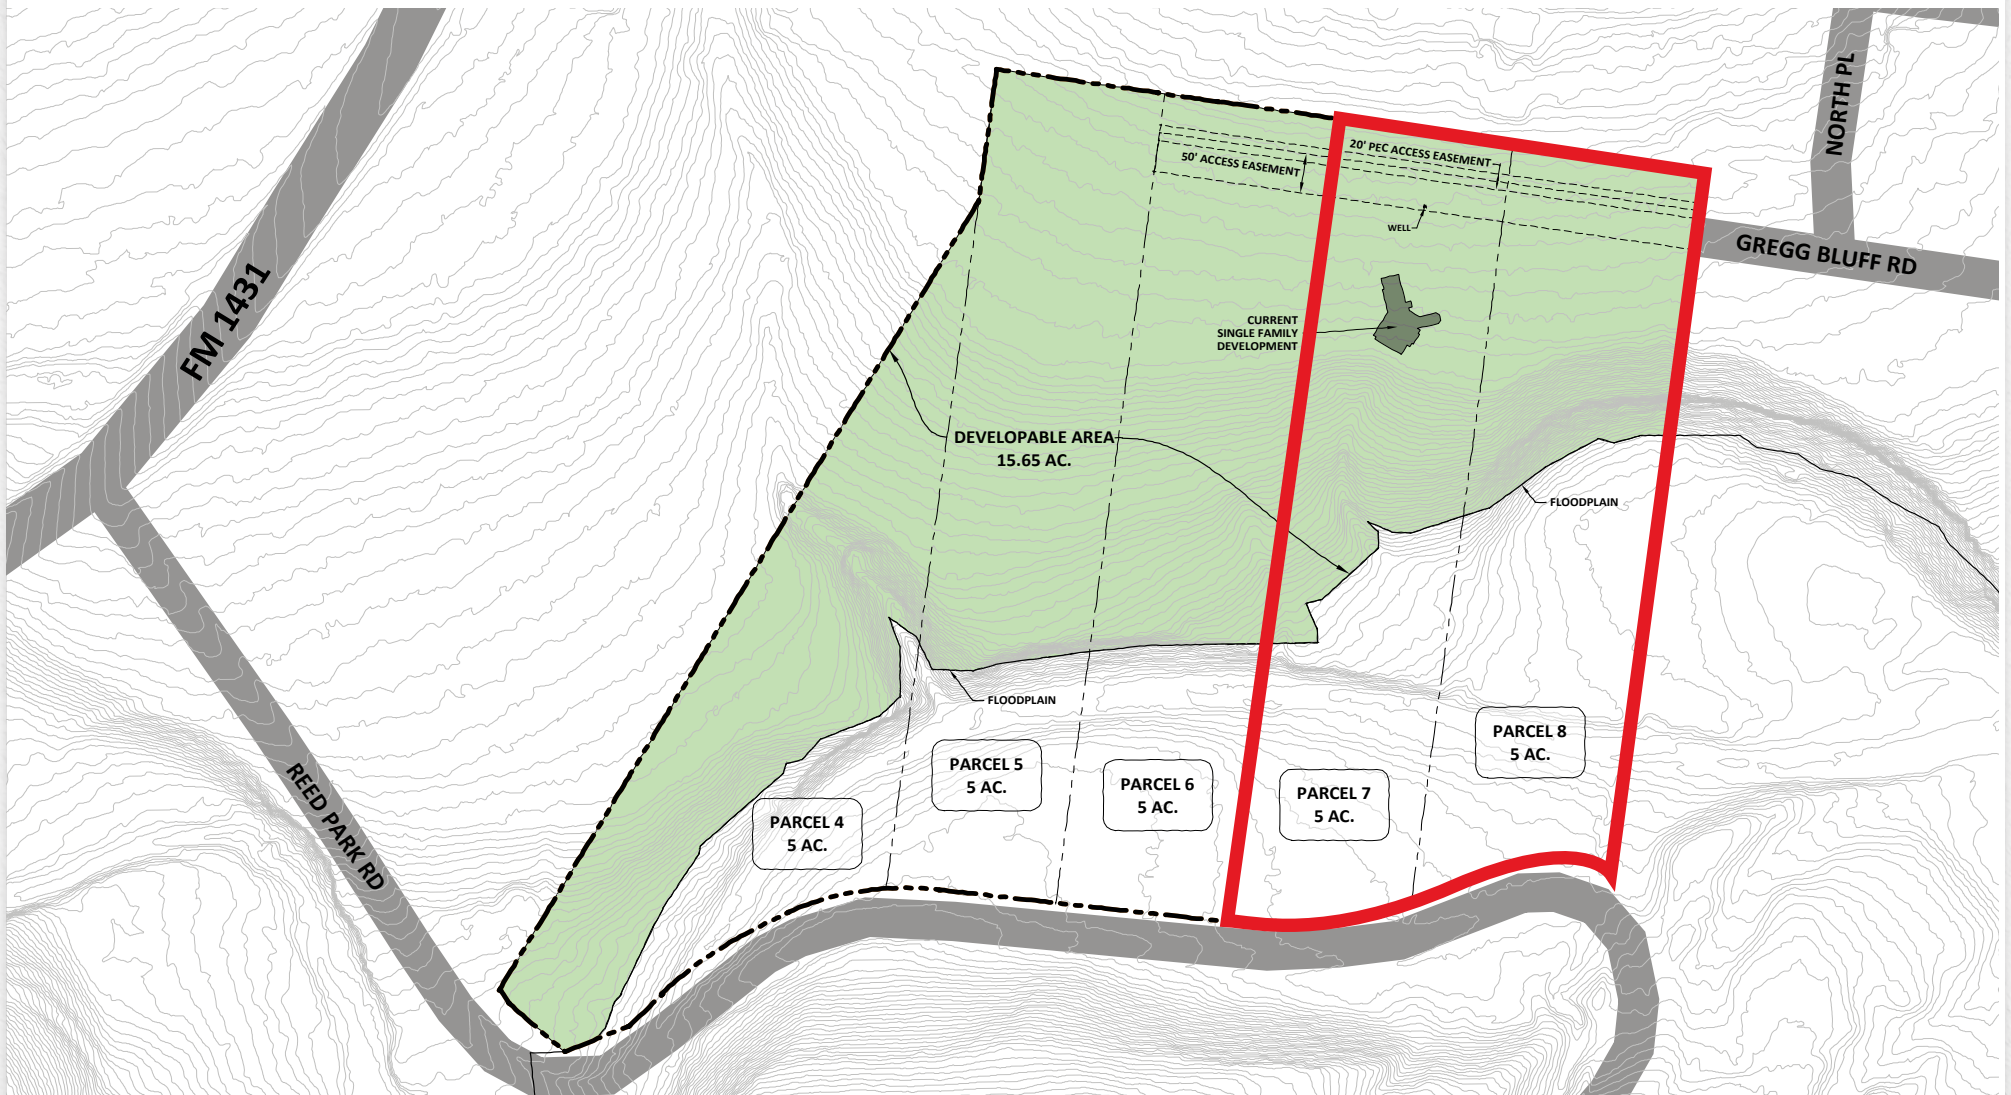 NORTH PL
20' PEC ACCESS EASEMENT
50' ACCESS EASEMENT
WELL
GREGG BLUFF RD
FM 1431
CURRENT
SINGLE FAMILY
DEVELOPMENT
DEVELOPABLE AREA
15.65 AC.
FLOODPLAIN
FLOODPLAIN
PARCEL 8
5 AC.
PARCEL 5
5 AC.
PARCEL 6
5 AC.
PARCEL 7
5 AC.
PARCEL 4
5 AC.
REED PARK RD